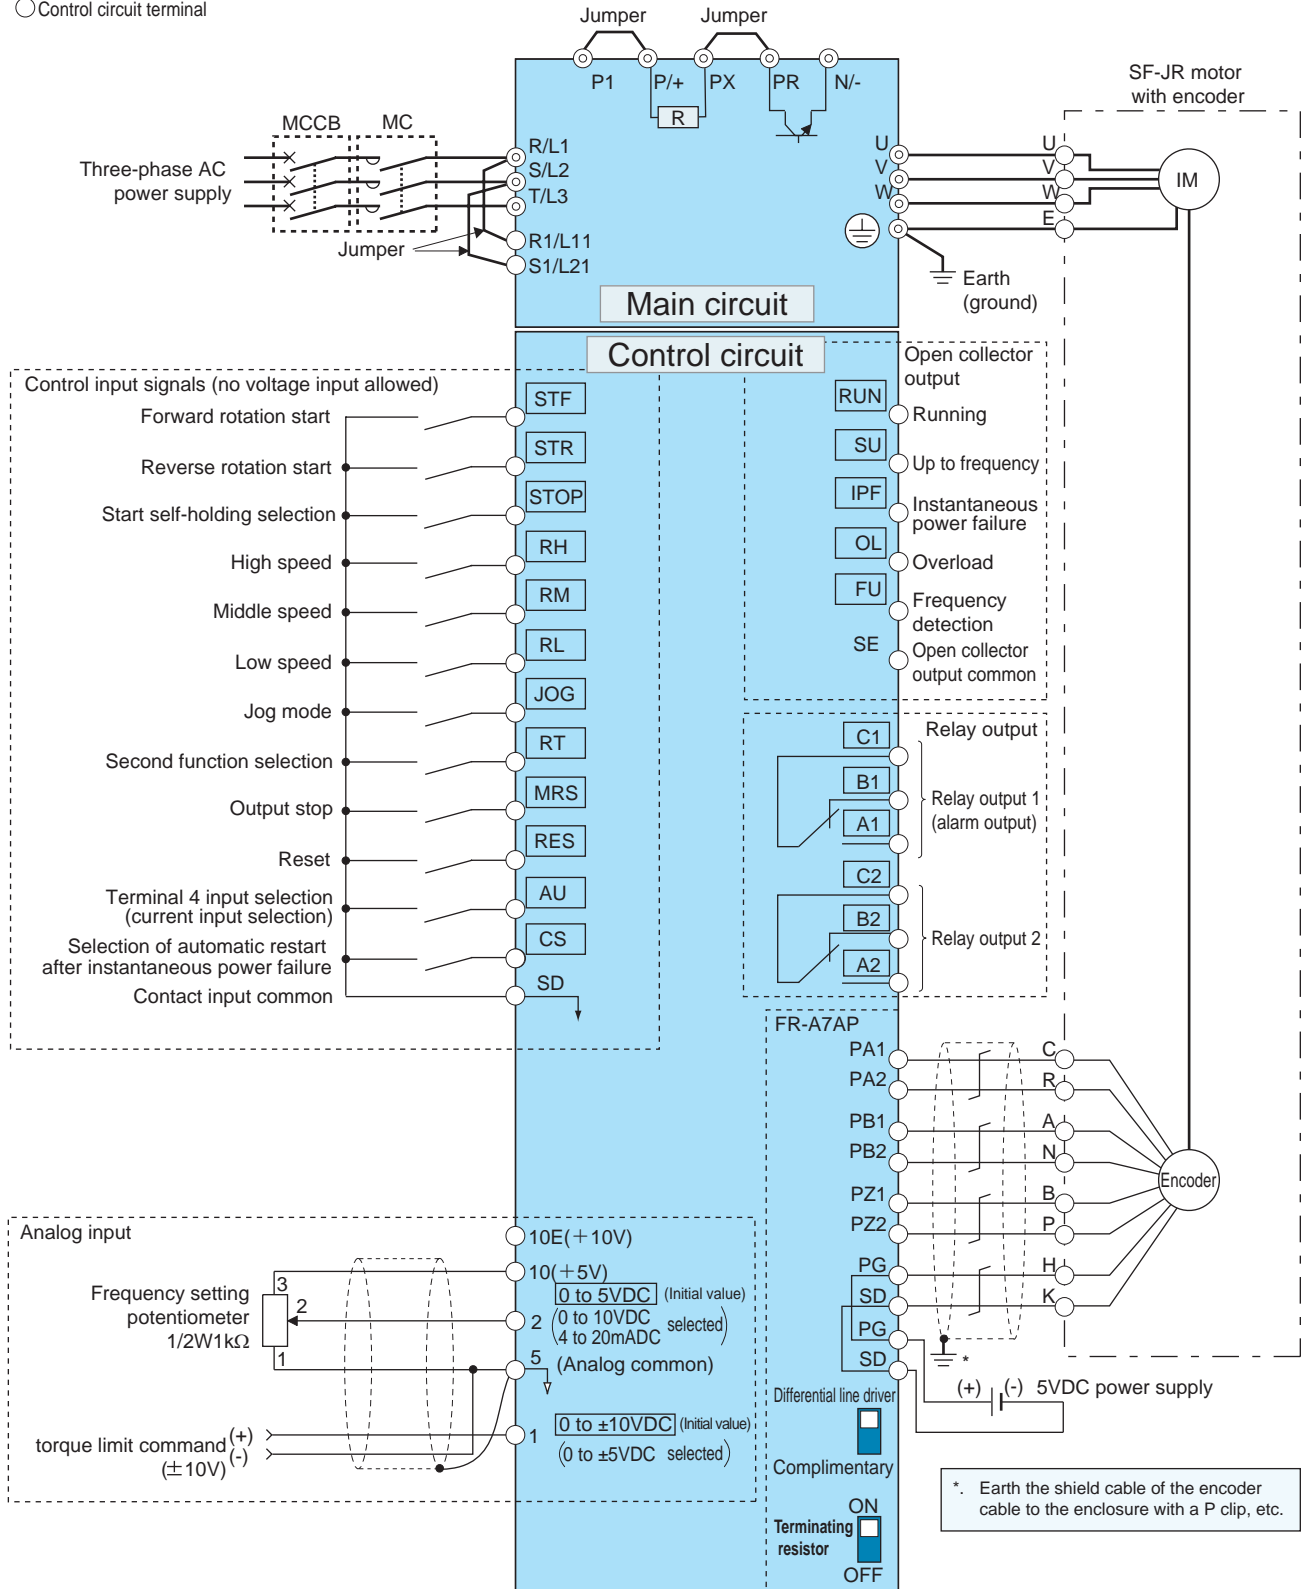 Control circuit terminal
Jumper
Jumper
P1
P/+
PX
PR
N/-
R
SF-JR motor
with encoder
MCCB
MC
Three-phase AC
power supply
R/L1
S/L2
T/L3
R1/L11
S1/L21
Jumper
U
V
W
U
V
W
E
IM
Earth
(ground)
Main circuit
Control circuit
Control input signals (no voltage input allowed)
Forward rotation start
STF
Reverse rotation start
STR
Start self-holding selection
STOP
High speed
RH
Middle speed
RM
Low speed
RL
Jog mode
JOG
Second function selection
RT
Output stop
MRS
Reset
RES
Terminal 4 input selection
(current input selection)
AU
Selection of automatic restart
after instantaneous power failure
CS
Contact input common
SD
Open collector
output
RUN
Running
SU
Up to frequency
IPF
Instantaneous
power failure
OL
Overload
FU
Frequency
detection
SE
Open collector
output common
Relay output
C1
B1
A1
Relay output 1
(alarm output)
C2
B2
A2
Relay output 2
FR-A7AP
PA1
C
PA2
R
PB1
A
PB2
N
PZ1
B
PZ2
P
PG
H
SD
K
PG
SD
Encoder
*
(+)
(-)
5VDC power supply
Differential line driver
Complimentary
ON
Terminating
resistor
OFF
Analog input
10E(+10V)
10(+5V)
Frequency setting
potentiometer
1/2W1kΩ
3
2
1
2
0 to 5VDC (Initial value)
(0 to 10VDC
4 to 20mADC selected)
5
(Analog common)
torque limit command
(±10V)
(+)
(-)
1
0 to ±10VDC (Initial value)
(0 to ±5VDC selected)
*. Earth the shield cable of the encoder
cable to the enclosure with a P clip, etc.